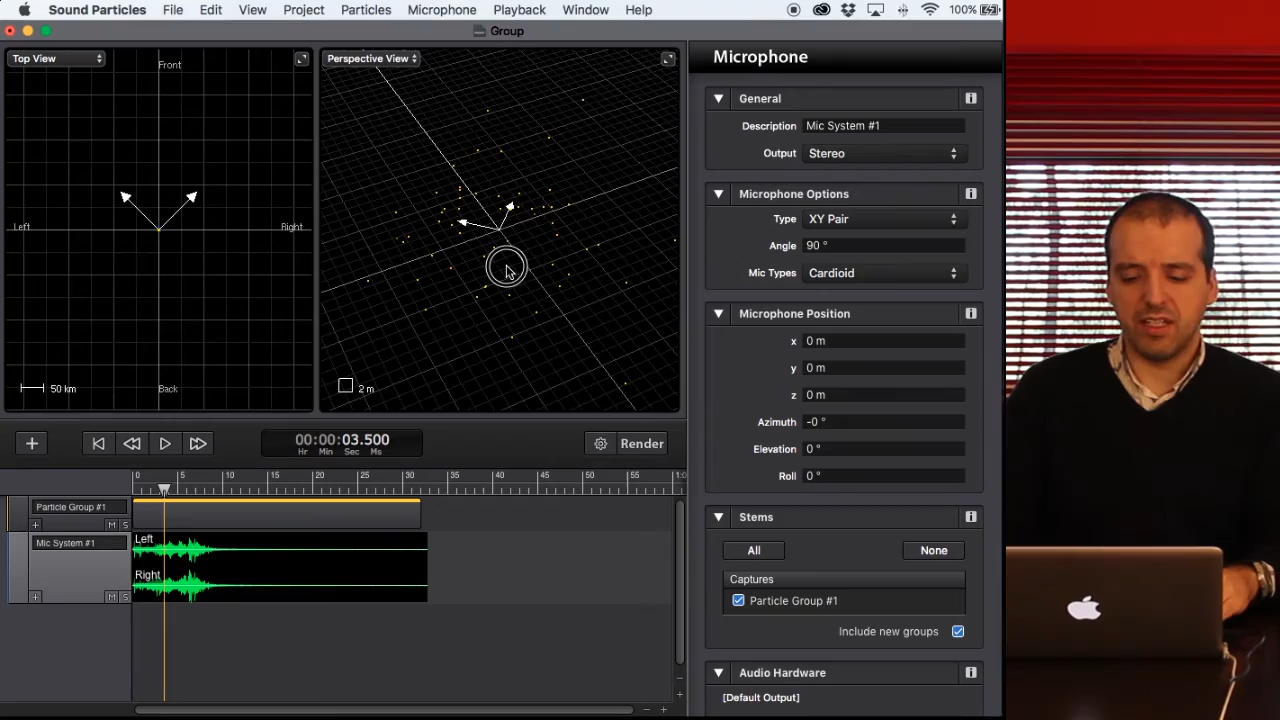 Sound Particles File Edit View Project Particles Microphone Playback Window Help 100%
Group
Top View
Front
Left
Right
Back
50 km
Perspective View
2 m
Microphone
General
Description Mic System #1
Output Stereo
Microphone Options
Type XY Pair
Angle 90 °
Mic Types Cardioid
Microphone Position
x 0 m
y 0 m
z 0 m
Azimuth -0 °
Elevation 0 °
Roll 0 °
Stems
All None
Captures
Particle Group #1
Include new groups
Audio Hardware
[Default Output]
00:00:03.500
Hr Min Sec Ms
Render
0 5 10 15 20 25 30 35 40 45 50 55 1:0
Particle Group #1
+ M S
Mic System #1
+ M S
Left
Right